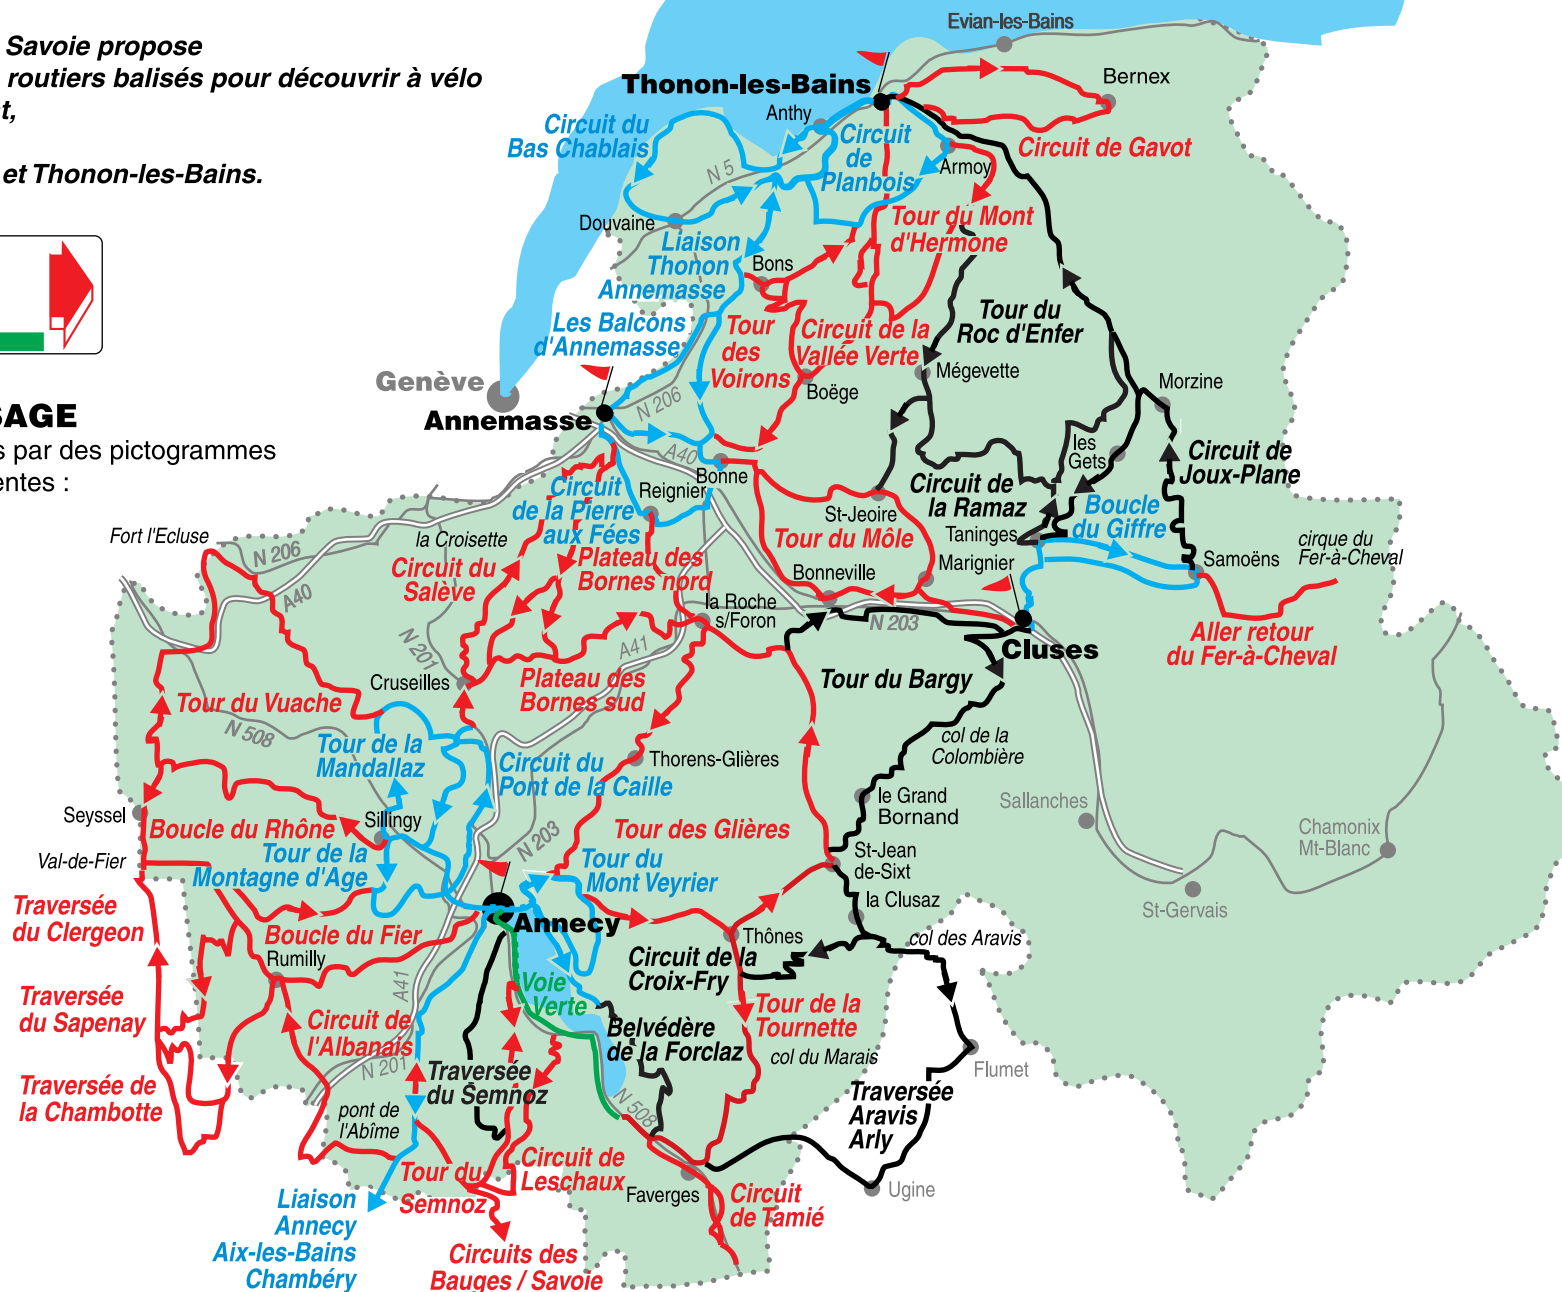 Savoie propose
routiers balisés pour découvrir à vélo
t,
et Thonon-les-Bains.
SAGE
s par des pictogrammes
entes :
Evian-les-Bains
Thonon-les-Bains
Bernex
Anthy
Circuit du
Bas Chablais
Circuit
de
Planbois
Circuit de Gavot
Armoy
N 5
Douvaine
Tour du Mont
d'Hermone
Liaison
Thonon
Annemasse
Bons
Les Balcons
d'Annemasse
Tour
des
Voirons
Circuit de la
Vallée Verte
Tour du
Roc d'Enfer
Mégevette
Boëge
Morzine
Genève
Annemasse
N 206
A40
les
Gets
Circuit de
Joux-Plane
Bonne
Reignier
Circuit
de la Pierre
aux Fées
Circuit de
la Ramaz
Boucle
du Giffre
St-Jeoire
Taninges
Tour du Môle
Fort l'Ecluse
N 206
A40
la Croisette
Circuit du
Salève
Plateau des
Bornes nord
Bonneville
Marignier
Samoëns
cirque du
Fer-à-Cheval
la Roche
s/Foron
N 203
Cluses
Aller retour
du Fer-à-Cheval
N 201
A41
Cruseilles
Plateau des
Bornes sud
Tour du Bargy
Tour du Vuache
N 508
Tour de la
Mandallaz
Circuit du
Pont de la Caille
Thorens-Glières
col de la
Colombière
Seyssel
Sillingy
Boucle du Rhône
Tour de la
Montagne d'Age
N 203
Tour des Glières
le Grand
Bornand
Sallanches
Chamonix
Mt-Blanc
Val-de-Fier
Tour du
Mont Veyrier
St-Jean
de-Sixt
la Clusaz
St-Gervais
Traversée
du Clergeon
Boucle du Fier
Annecy
Thônes
col des Aravis
Rumilly
A41
Circuit de la
Croix-Fry
Voie
Verte
Traversée
du Sapenay
Circuit de
l'Albanais
Tour de la
Tournette
Belvédère
de la Forclaz
col du Marais
N 201
Traversée
du Semnoz
Flumet
Traversée de
la Chambotte
pont de
l'Abîme
N 508
Traversée
Aravis
Arly
Tour du
Semnoz
Circuit de
Leschaux
Faverges
Ugine
Circuit
de Tamié
Liaison
Annecy
Aix-les-Bains
Chambéry
Circuits des
Bauges / Savoie